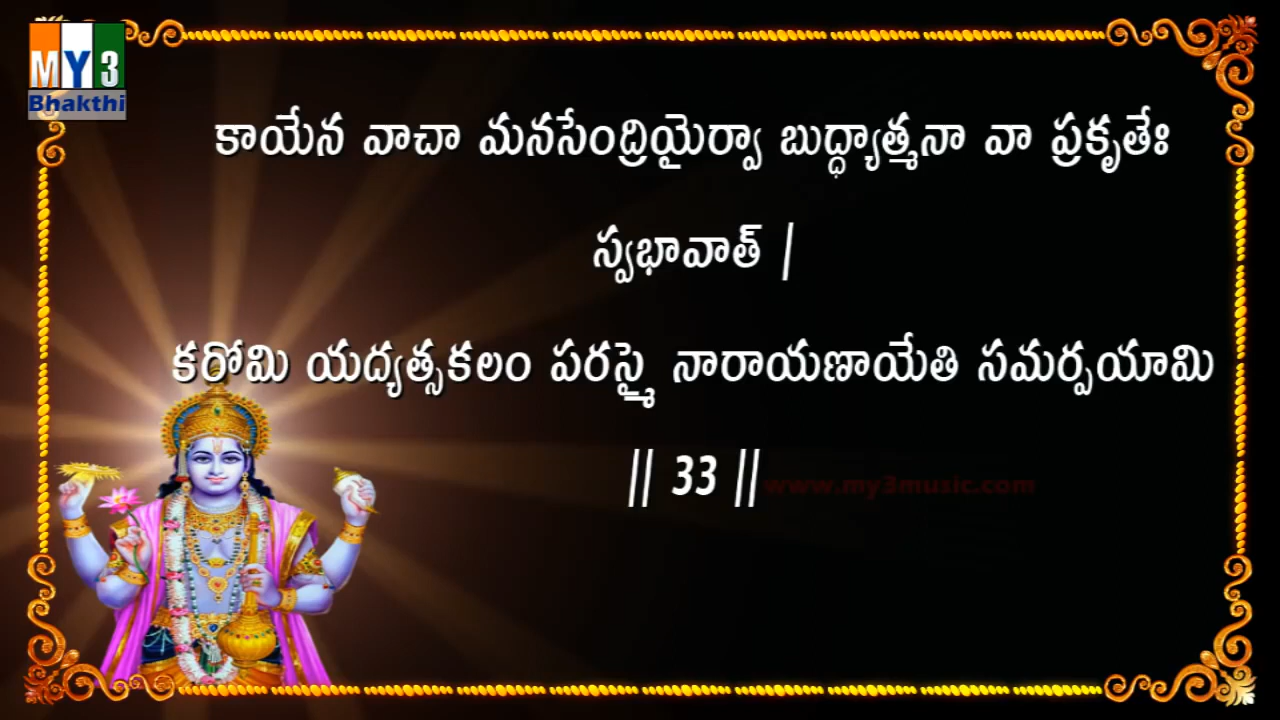 MY3
Bhakthi
కాయేన వాచా మనసేంద్రియైర్వా బుద్ధ్యాత్మనా వా ప్రకృతేః
స్వభావాత్ |
కరోమి యద్యత్సకలం పరస్మై నారాయణాయేతి సమర్పయామి
|| 33 ||
www.my3music.com